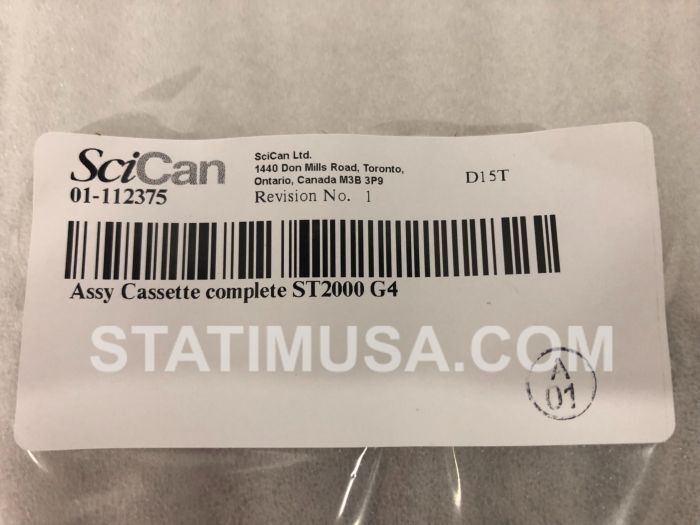 SciCan
01-112375
SciCan Ltd.
1440 Don Mills Road, Toronto,
Ontario, Canada M3B 3P9
Revision No. 1
D15T
Assy Cassette complete ST2000 G4
STATIMUSA.COM
A
01